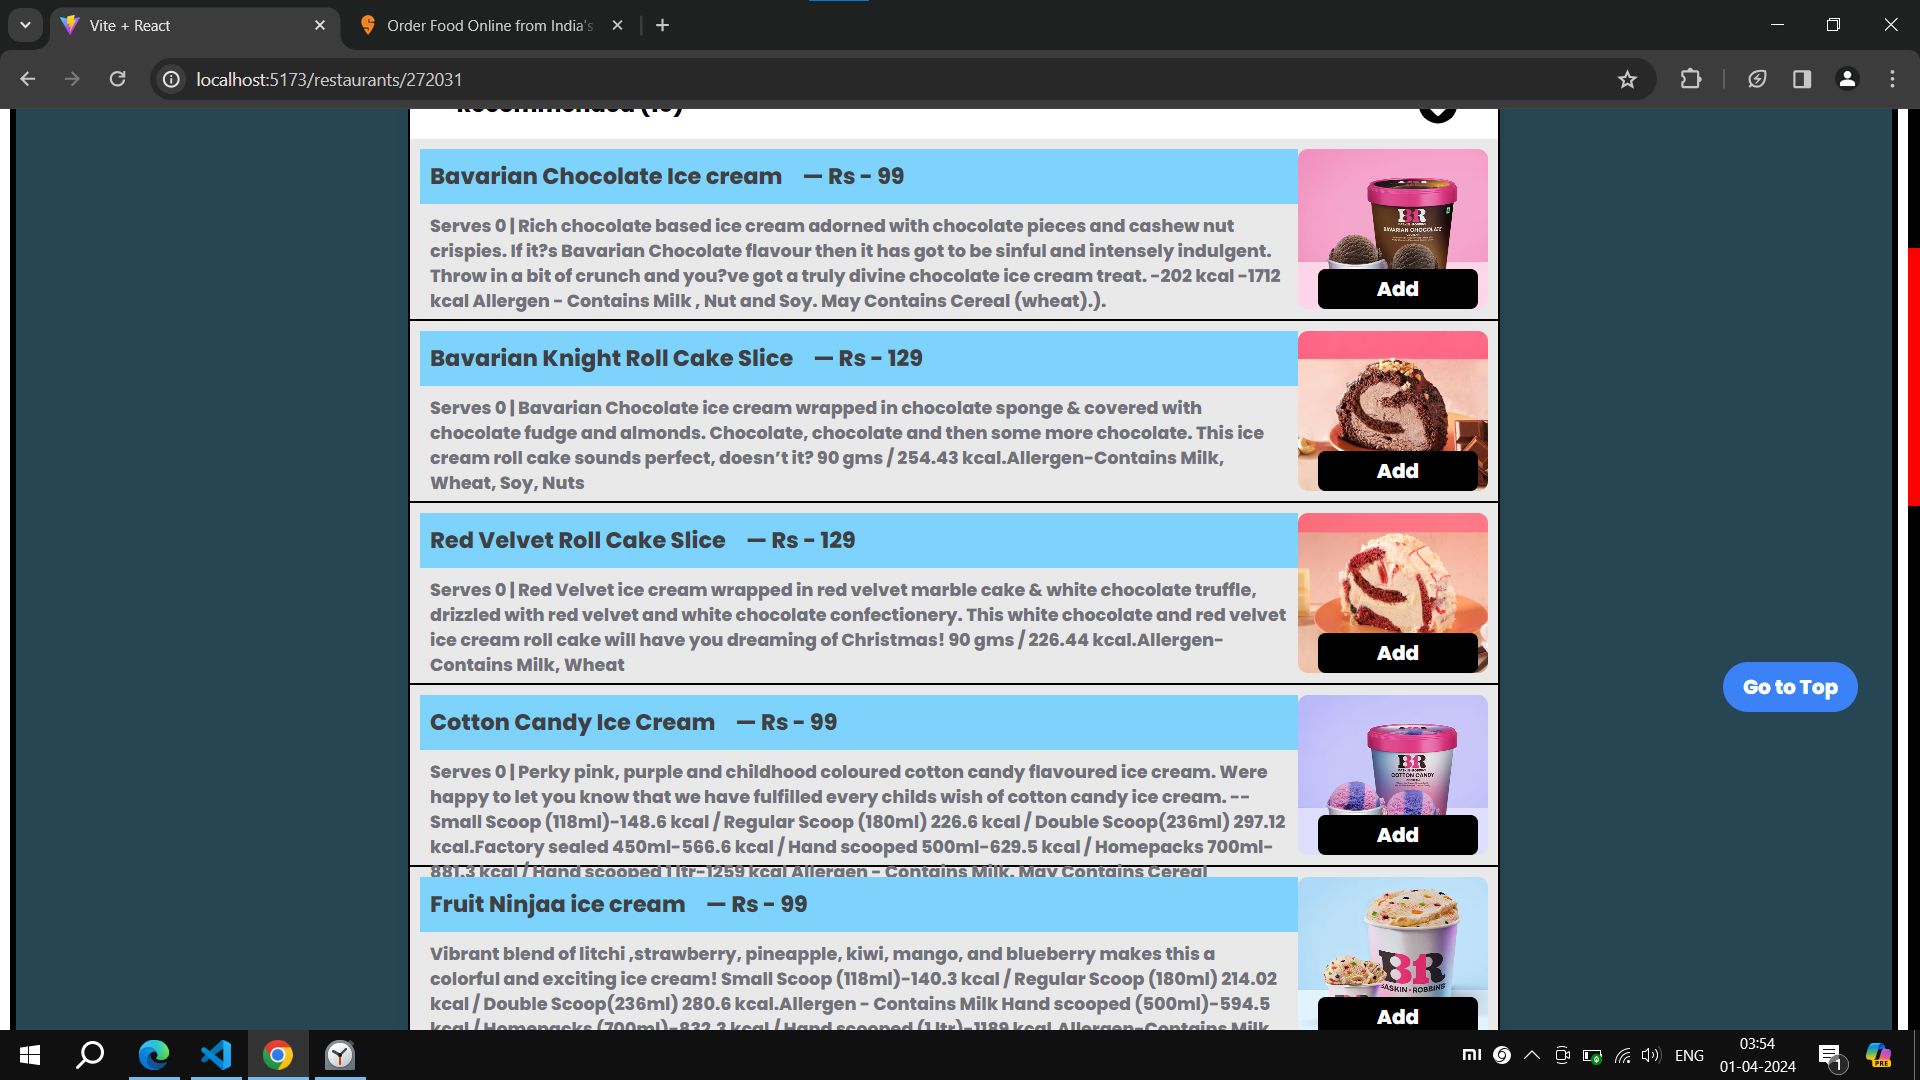 Vite + React
Order Food Online from India's
localhost:5173/restaurants/272031
Recommended
Bavarian Chocolate Ice cream — Rs - 99
Serves 0 | Rich chocolate based ice cream adorned with chocolate pieces and cashew nut
crispies. If it?s Bavarian Chocolate flavour then it has got to be sinful and intensely indulgent.
Throw in a bit of crunch and you?ve got a truly divine chocolate ice cream treat. -202 kcal -1712
kcal Allergen - Contains Milk , Nut and Soy. May Contains Cereal (wheat).).
BR
BAVARIAN CHOCOLATE
Add
Bavarian Knight Roll Cake Slice — Rs - 129
Serves 0 | Bavarian Chocolate ice cream wrapped in chocolate sponge & covered with
chocolate fudge and almonds. Chocolate, chocolate and then some more chocolate. This ice
cream roll cake sounds perfect, doesn’t it? 90 gms / 254.43 kcal.Allergen-Contains Milk,
Wheat, Soy, Nuts
Add
Red Velvet Roll Cake Slice — Rs - 129
Serves 0 | Red Velvet ice cream wrapped in red velvet marble cake & white chocolate truffle,
drizzled with red velvet and white chocolate confectionery. This white chocolate and red velvet
ice cream roll cake will have you dreaming of Christmas! 90 gms / 226.44 kcal.Allergen-
Contains Milk, Wheat
Add
Go to Top
Cotton Candy Ice Cream — Rs - 99
Serves 0 | Perky pink, purple and childhood coloured cotton candy flavoured ice cream. Were
happy to let you know that we have fulfilled every childs wish of cotton candy ice cream. --
Small Scoop (118ml)-148.6 kcal / Regular Scoop (180ml) 226.6 kcal / Double Scoop(236ml) 297.12
kcal.Factory sealed 450ml-566.6 kcal / Hand scooped 500ml-629.5 kcal / Homepacks 700ml-
881.3 kcal / Hand scooped 1 ltr-1259 kcal Allergen - Contains Milk. May Contains Cereal
BR
COTTON CANDY
Add
Fruit Ninjaa ice cream — Rs - 99
Vibrant blend of litchi ,strawberry, pineapple, kiwi, mango, and blueberry makes this a
colorful and exciting ice cream! Small Scoop (118ml)-140.3 kcal / Regular Scoop (180ml) 214.02
kcal / Double Scoop(236ml) 280.6 kcal.Allergen - Contains Milk Hand scooped (500ml)-594.5
kcal / Homepacks (700ml)-832.3 kcal / Hand scooped (1 ltr)-1189 kcal Allergen-Contains Milk
BR
BASKIN-ROBBINS
Add
ENG
03:54
01-04-2024
1
PRE